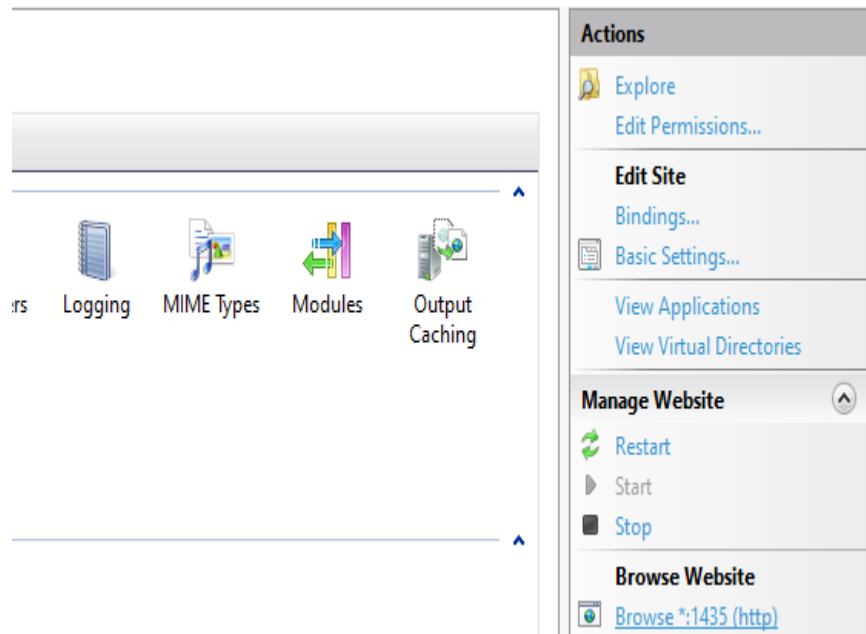 Actions
Explore
Edit Permissions...
Edit Site
Bindings...
Basic Settings...
View Applications
View Virtual Directories
Manage Website
Restart
Start
Stop
Browse Website
Browse *:1435 (http)
rs
Logging
MIME Types
Modules
Output
Caching